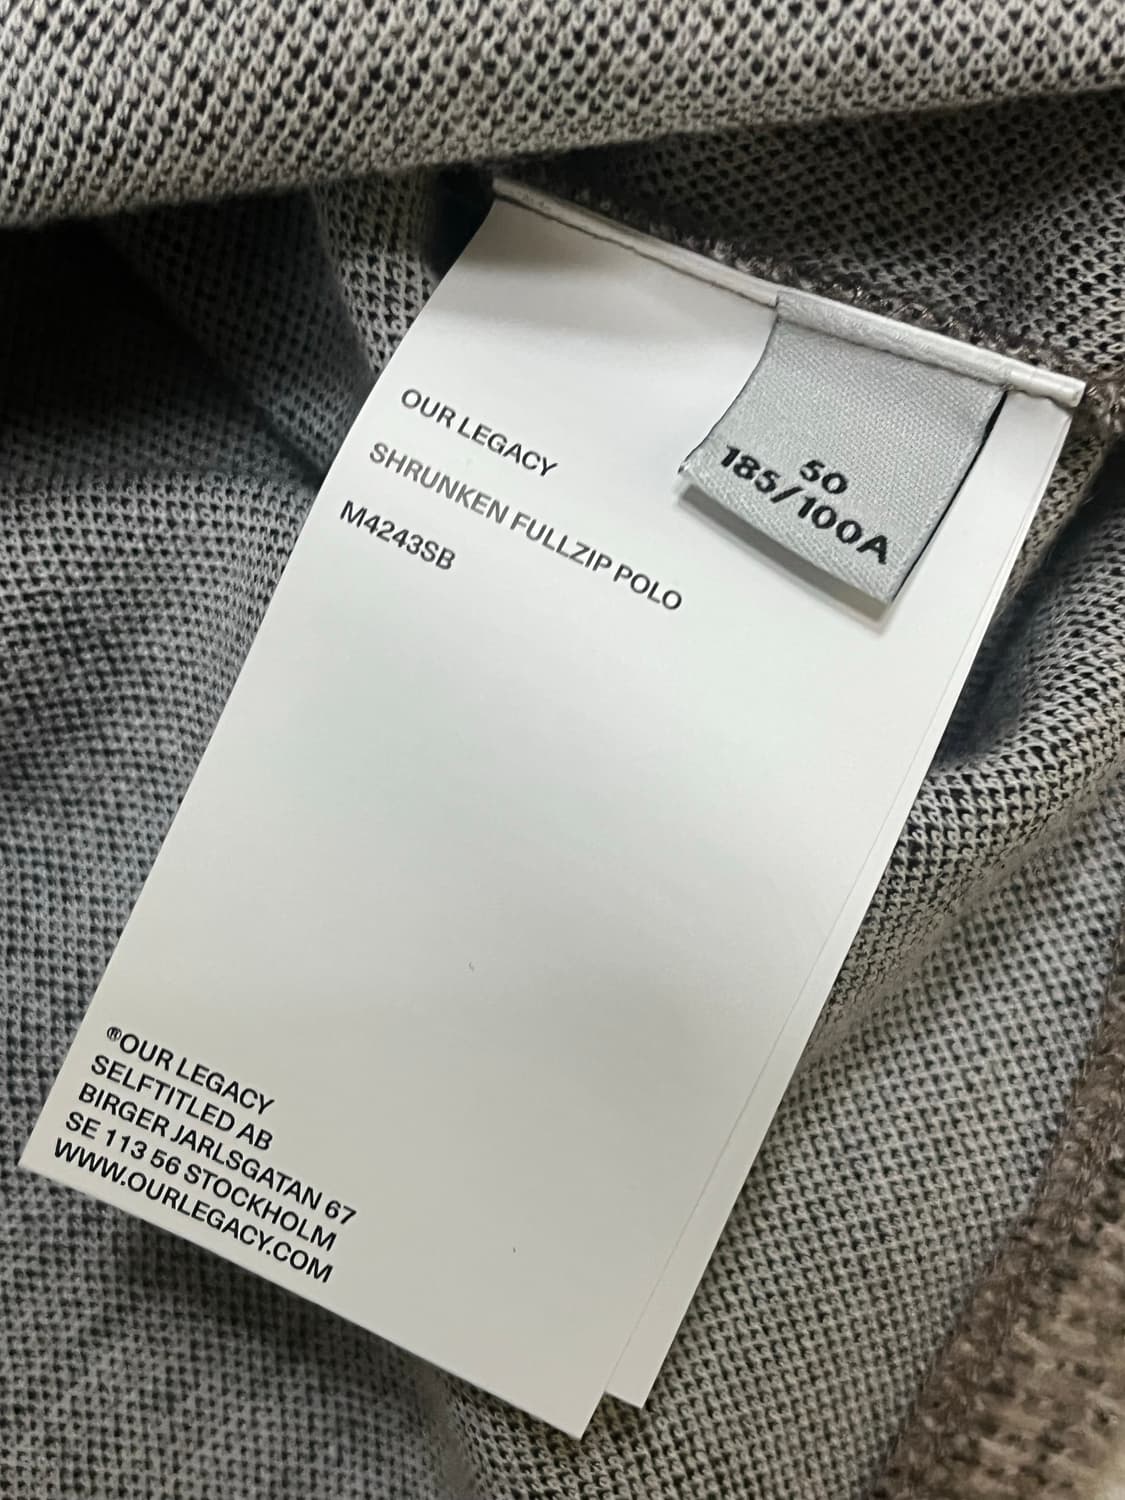 OUR LEGACY
SHRUNKEN FULLZIP POLO
M4243SB
50
185/100A
®OUR LEGACY
SELFTITLED AB
BIRGER JARLSGATAN 67
SE 113 56 STOCKHOLM
WWW.OURLEGACY.COM